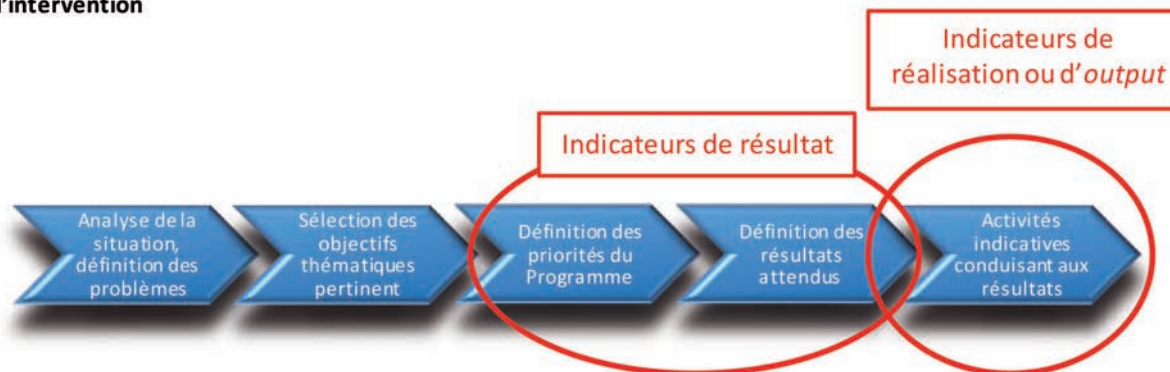 l'intervention
Indicateurs de
réalisation ou d'output
Indicateurs de résultat
Analyse de la
situation,
définition des
problèmes
Sélection des
objectifs
thématiques
pertinent
Définition des
priorités du
Programme
Définition des
résultats
attendus
Activités
indicatives
conduisant aux
résultats